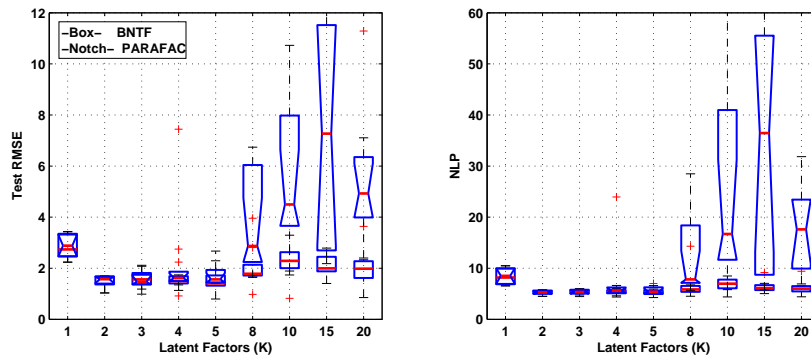 12
10
8
6
4
2
0
Test RMSE
−Box− BNTF
−Notch− PARAFAC
1 2 3 4 5 8 10 15 20
Latent Factors (K)
60
50
40
30
20
10
0
NLP
1 2 3 4 5 8 10 15 20
Latent Factors (K)